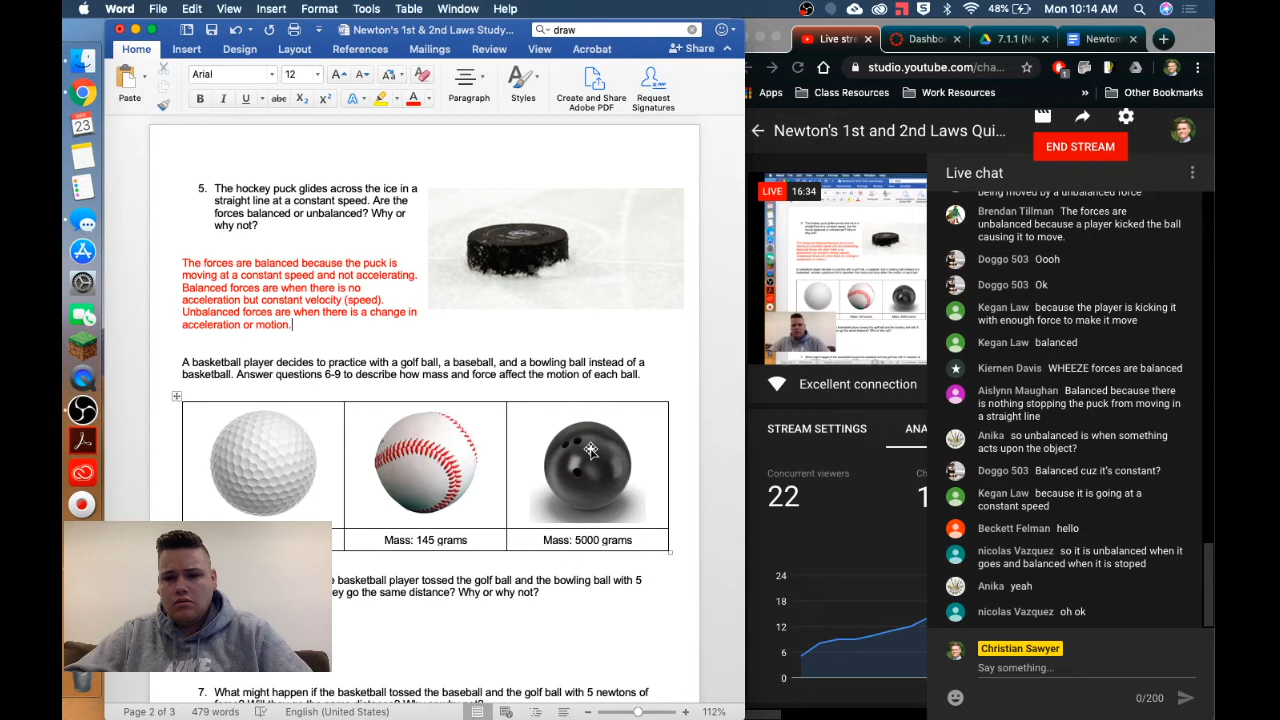 Word File Edit View Insert Format Tools Table Window Help
48% Mon 10:14 AM
Newton's 1st & 2nd Laws Study...
draw
Home Insert Design Layout References Mailings Review View Acrobat Share
Arial 12
Paste
B I U abc X2 X2 A A
Paragraph Styles Create and Share Adobe PDF Request Signatures
5. The hockey puck glides across the ice in a
straight line at a constant speed. Are the
forces balanced or unbalanced? Why or
why not?
The forces are balanced because the puck is
moving at a constant speed and not accelerating.
Balanced forces are when there is no
acceleration but constant velocity (speed).
Unbalanced forces are when there is a change in
acceleration or motion.
A basketball player decides to practice with a golf ball, a baseball, and a bowling ball instead of a
basketball. Answer questions 6-9 to describe how mass and force affect the motion of each ball.
Mass: 145 grams
Mass: 5000 grams
basketball player tossed the golf ball and the bowling ball with 5
ey go the same distance? Why or why not?
7. What might happen if the basketball tossed the baseball and the golf ball with 5 newtons of
Page 2 of 3 479 words English (United States) 112%
Live stre Dashbo 7.1.1 (N Newton
studio.youtube.com/cha...
Apps Class Resources Work Resources » Other Bookmarks
Newton's 1st and 2nd Laws Qui...
END STREAM
LIVE 16:34
Excellent connection
STREAM SETTINGS ANA
Concurrent viewers
22
24
18
12
6
0
Live chat
being moved by a unbalanced force
Brendan Tillman The forces are
unbalanced because a player kicked the ball
causing it to move.
Doggo 503 Oooh
Doggo 503 Ok
Kegan Law because the player is kicking it
with enough force to make it move
Kegan Law balanced
Kiernen Davis WHEEZE forces are balanced
Aislynn Maughan Balanced because there
is nothing stopping the puck from moving in
a straight line
Anika so unbalanced is when something
acts upon the object?
Doggo 503 Balanced cuz it's constant?
Kegan Law because it is going at a
constant speed
Beckett Felman hello
nicolas Vazquez so it is unbalanced when it
goes and balanced when it is stoped
Anika yeah
nicolas Vazquez oh ok
Christian Sawyer
Say something...
0/200